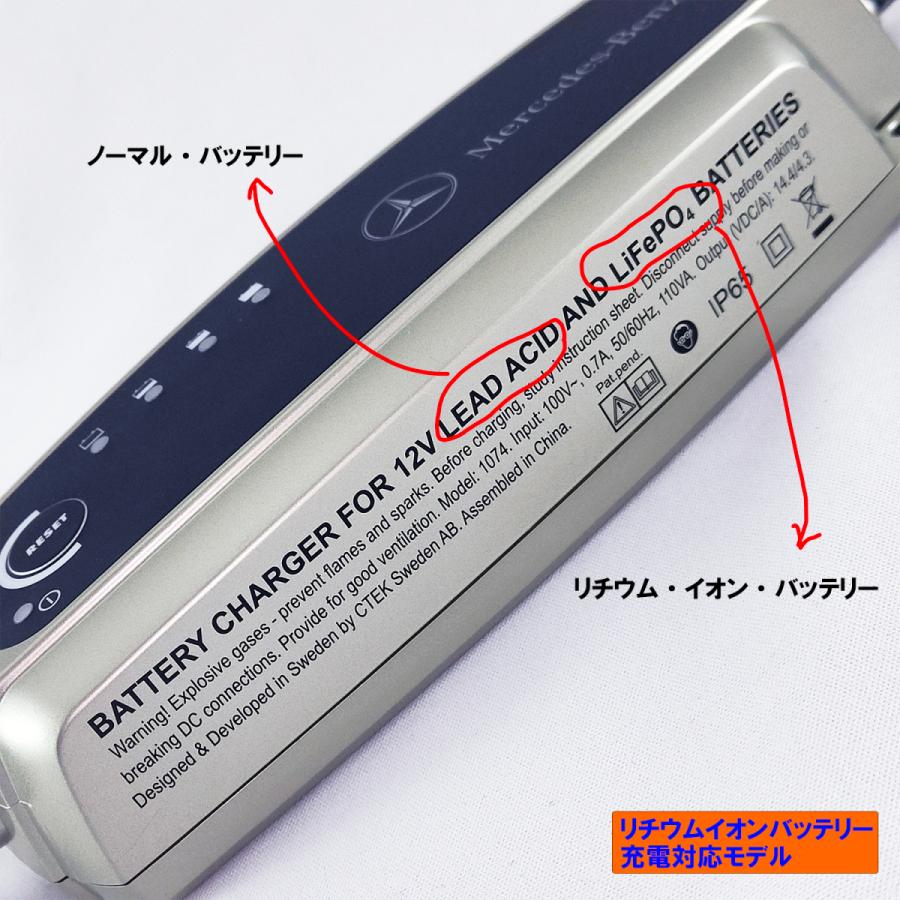 Mercedes-Benz
ノーマル・バッテリー
RESET
BATTERY CHARGER FOR 12V LEAD ACID AND LiFePO4 BATTERIES
Warning! Explosive gases - prevent flames and sparks. Before charging, study instruction sheet. Disconnect supply before making or
breaking DC connections. Provide for good ventilation. Model: 1074. Input: 100V~, 0.7A, 50/60Hz, 110VA. Output (VDC/A): 14.4/4.3.
Designed & Developed in Sweden by CTEK Sweden AB. Assembled in China.
Pat.pend.
IP65
リチウム・イオン・バッテリー
リチウムイオンバッテリー
充電対応モデル